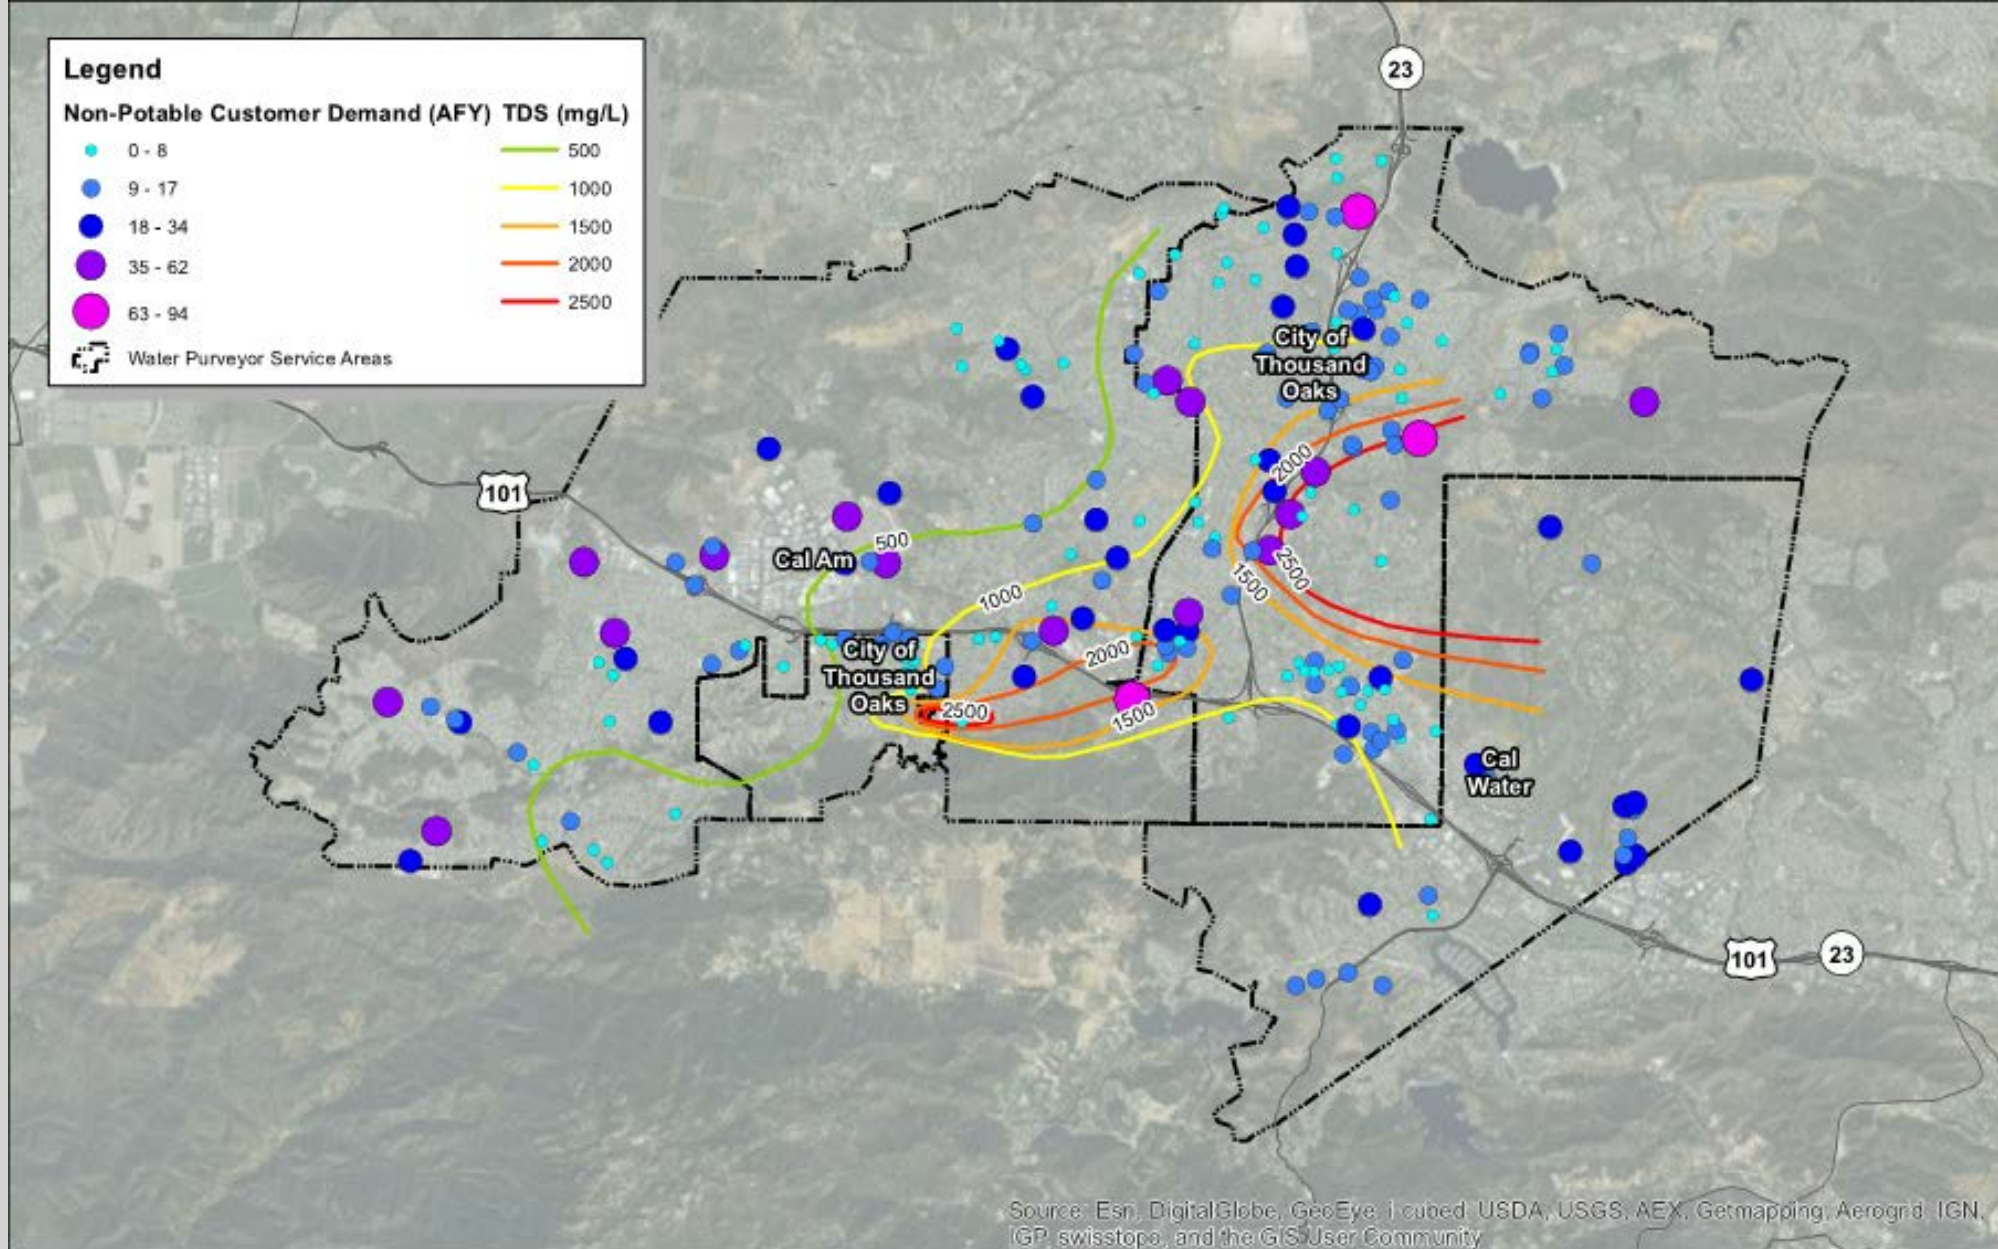 Legend
Non-Potable Customer Demand (AFY) TDS (mg/L)
0 - 8 500
9 - 17 1000
18 - 34 1500
35 - 62 2000
63 - 94 2500
Water Purveyor Service Areas
23
City of
Thousand
Oaks
2000
101
500
Cal Am
2500
1500
1000
City of
Thousand
Oaks
2000
2500
1500
Cal
Water
101
23
Source: Esri, DigitalGlobe, GeoEye, i-cubed, USDA, USGS, AEX, Getmapping, Aerogrid, IGN,
IGP, swisstopo, and the GIS User Community